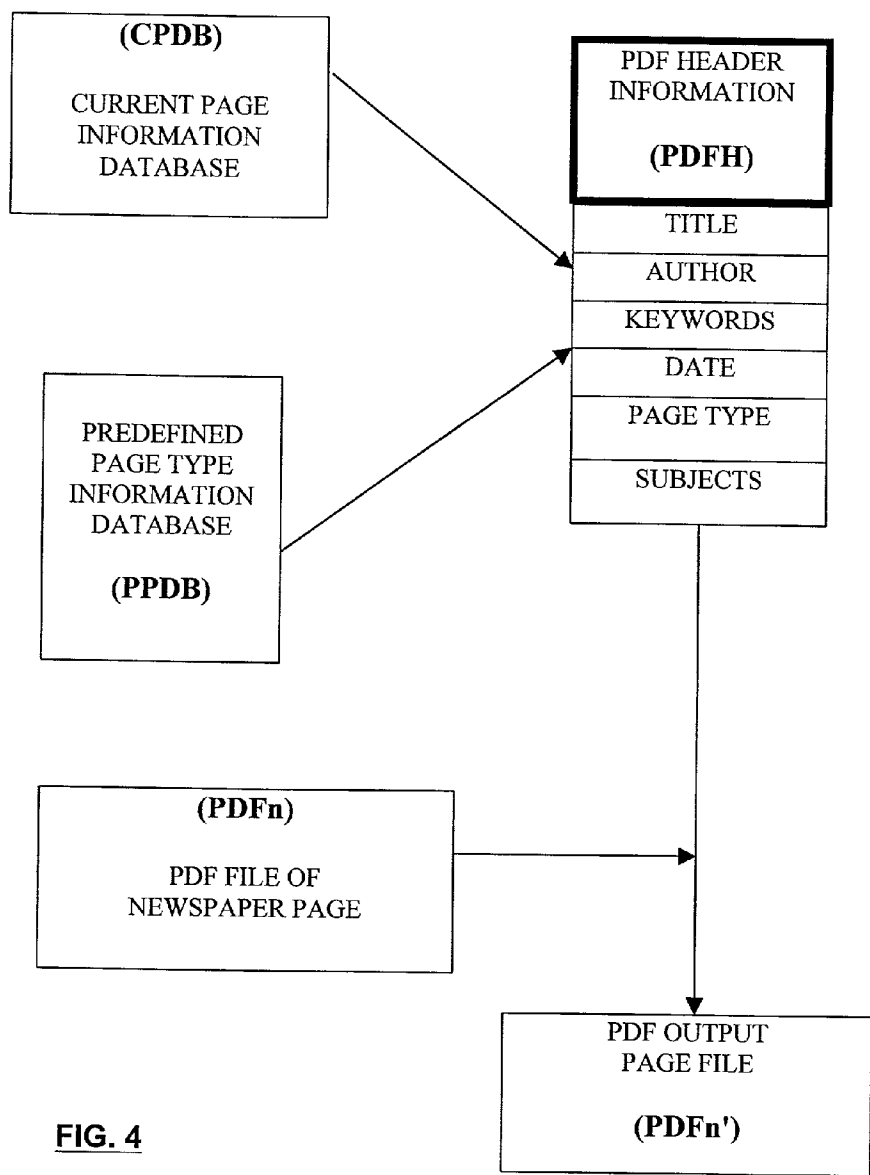 (CPDB)
CURRENT PAGE
INFORMATION
DATABASE
PDF HEADER
INFORMATION
(PDFH)
TITLE
AUTHOR
KEYWORDS
DATE
PAGE TYPE
SUBJECTS
PREDEFINED
PAGE TYPE
INFORMATION
DATABASE
(PPDB)
(PDFn)
PDF FILE OF
NEWSPAPER PAGE
PDF OUTPUT
PAGE FILE
(PDFn')
FIG. 4